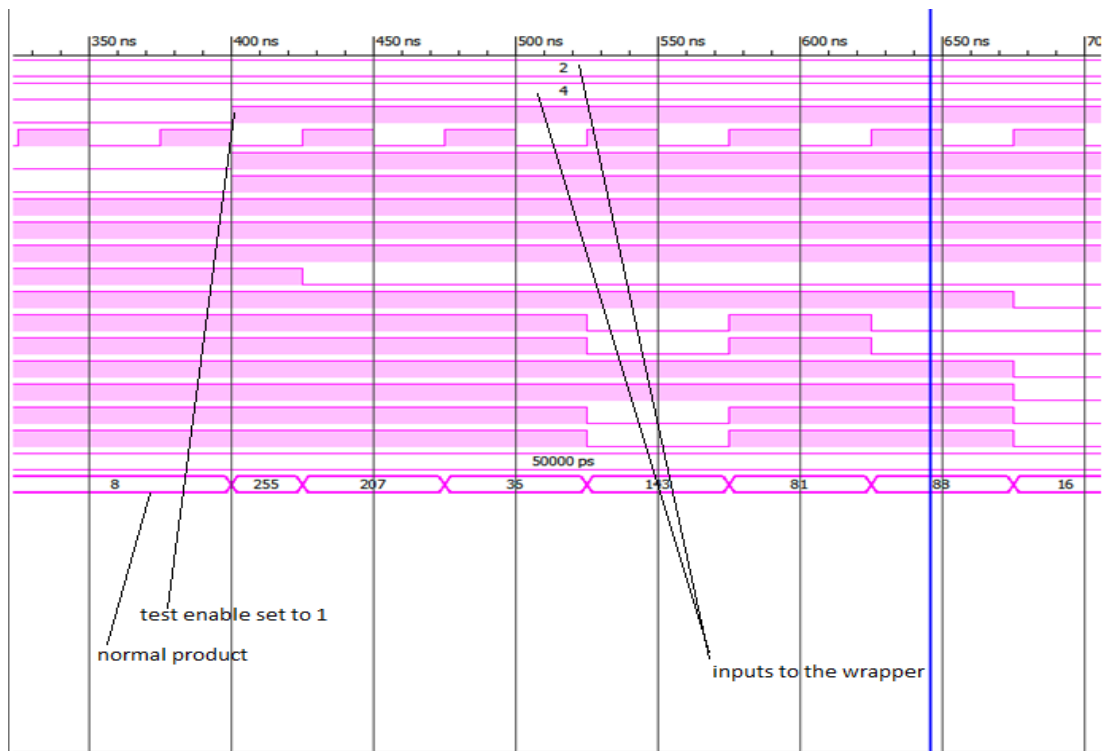 350 ns 400 ns 450 ns 500 ns 550 ns 600 ns 650 ns 70
2
4
50000 ps
8 255 207 35 143 81 88 16
test enable set to 1
normal product
inputs to the wrapper